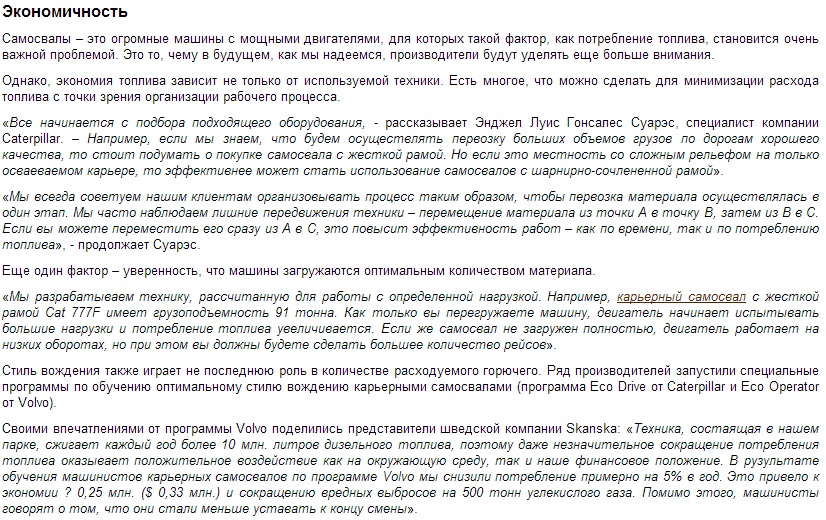 Экономичность
Самосвалы – это огромные машины с мощными двигателями, для которых такой фактор, как потребление топлива, становится очень
важной проблемой. Это то, чему в будущем, как мы надеемся, производители будут уделять еще больше внимания.
Однако, экономия топлива зависит не только от используемой техники. Есть многое, что можно сделать для минимизации расхода
топлива с точки зрения организации рабочего процесса.
«Все начинается с подбора подходящего оборудования, - рассказывает Энджел Луис Гонсалес Суарэс, специалист компании
Caterpillar. – Например, если мы знаем, что будем осуществлять первозку больших объемов грузов по дорогам хорошего
качества, то стоит подумать о покупке самосвала с жесткой рамой. Но если это местность со сложным рельефом на только
осваеваемом карьере, то эффективнее может стать использование самосвалов с шарнирно-сочлененной рамой».
«Мы всегда советуем нашим клиентам организовывать процесс таким образом, чтобы первозка материала осуществлялась в
один этап. Мы часто наблюдаем лишние передвижения техники – перемещение материала из точки А в точку В, затем из В в С.
Если вы можете переместить его сразу из А в С, это повысит эффективность работ – как по времени, так и по потреблению
топлива», - продолжает Суарэс.
Еще один фактор – уверенность, что машины загружаются оптимальным количеством материала.
«Мы разрабатываем технику, рассчитанную для работы с определенной нагрузкой. Например, карьерный самосвал с жесткой
рамой Cat 777F имеет грузоподъемность 91 тонна. Как только вы перегружаете машину, двигатель начинает испытывать
большие нагрузки и потребление топлива увеличивается. Если же самосвал не загружен полностью, двигатель работает на
низких оборотах, но при этом вы должны будете сделать большее количество рейсов».
Стиль вождения также играет не последнюю роль в количестве расходуемого горючего. Ряд производителей запустили специальные
программы по обучению оптимальному стилю вождению карьерными самосвалами (программа Eco Drive от Caterpillar и Eco Operator
от Volvo).
Своими впечатлениями от программы Volvo поделились представители шведской компании Skanska: «Техника, состаящая в нашем
парке, сжигает каждый год более 10 млн. литров дизельного топлива, поэтому даже незначительное сокращение потребления
топлива оказывает положительное воздействие как на окружающую среду, так и наше финансовое положение. В рузультате
обучения машинистов карьерных самосвалов по программе Volvo мы снизили потребление примерно на 5% в год. Это привело к
экономии ? 0,25 млн. ($ 0,33 млн.) и сокращению вредных выбросов на 500 тонн углекислого газа. Помимо этого, машинисты
говорят о том, что они стали меньше уставать к концу смены».